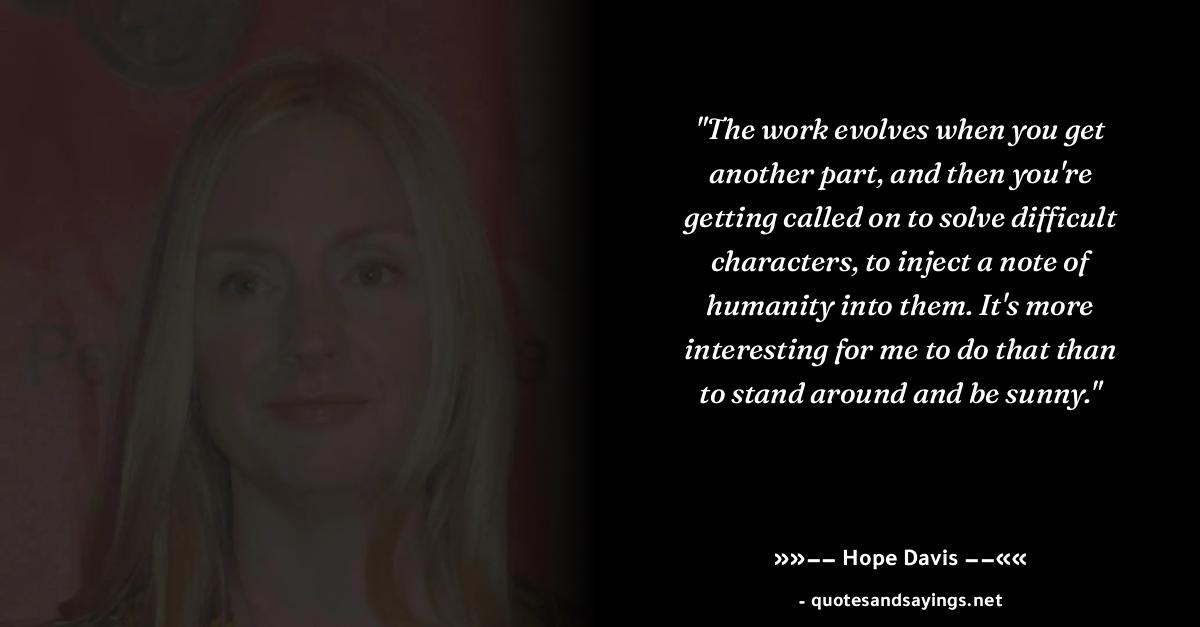 "The work evolves when you get
another part, and then you're
getting called on to solve difficult
characters, to inject a note of
humanity into them. It's more
interesting for me to do that than
to stand around and be sunny."
»»−− Hope Davis −−««
- quotesandsayings.net